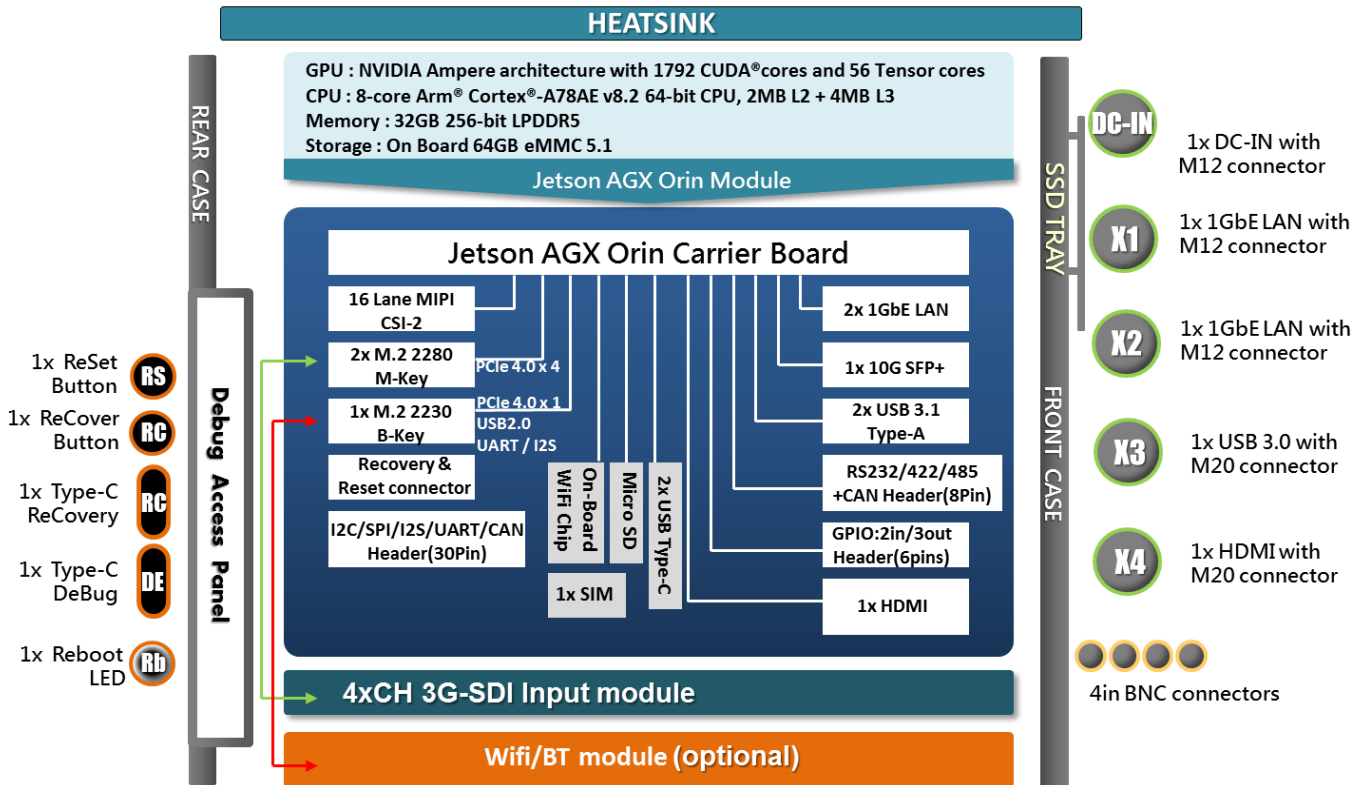 HEATSINK
GPU : NVIDIA Ampere architecture with 1792 CUDA®cores and 56 Tensor cores
CPU : 8-core Arm® Cortex®-A78AE v8.2 64-bit CPU, 2MB L2 + 4MB L3
Memory : 32GB 256-bit LPDDR5
Storage : On Board 64GB eMMC 5.1
Jetson AGX Orin Module
REAR CASE
Jetson AGX Orin Carrier Board
16 Lane MIPI
CSI-2
2x M.2 2280
M-Key
PCIe 4.0 x 4
1x M.2 2230
B-Key
PCIe 4.0 x 1
USB2.0
UART / I2S
Recovery &
Reset connector
I2C/SPI/I2S/UART/CAN
Header(30Pin)
On-Board
WiFi Chip
Micro SD
2x USB Type-C
1x SIM
2x 1GbE LAN
1x 10G SFP+
2x USB 3.1
Type-A
RS232/422/485
+CAN Header(8Pin)
GPIO:2in/3out
Header(6pins)
1x HDMI
4xCH 3G-SDI Input module
Wifi/BT module (optional)
1x ReSet
Button
RS
1x ReCover
Button
RC
1x Type-C
ReCovery
RC
1x Type-C
DeBug
DE
1x Reboot
LED
Rb
Debug Access Panel
SSD TRAY
FRONT CASE
DC-IN
1x DC-IN with
M12 connector
X1
1x 1GbE LAN with
M12 connector
X2
1x 1GbE LAN with
M12 connector
X3
1x USB 3.0 with
M20 connector
X4
1x HDMI with
M20 connector
4in BNC connectors